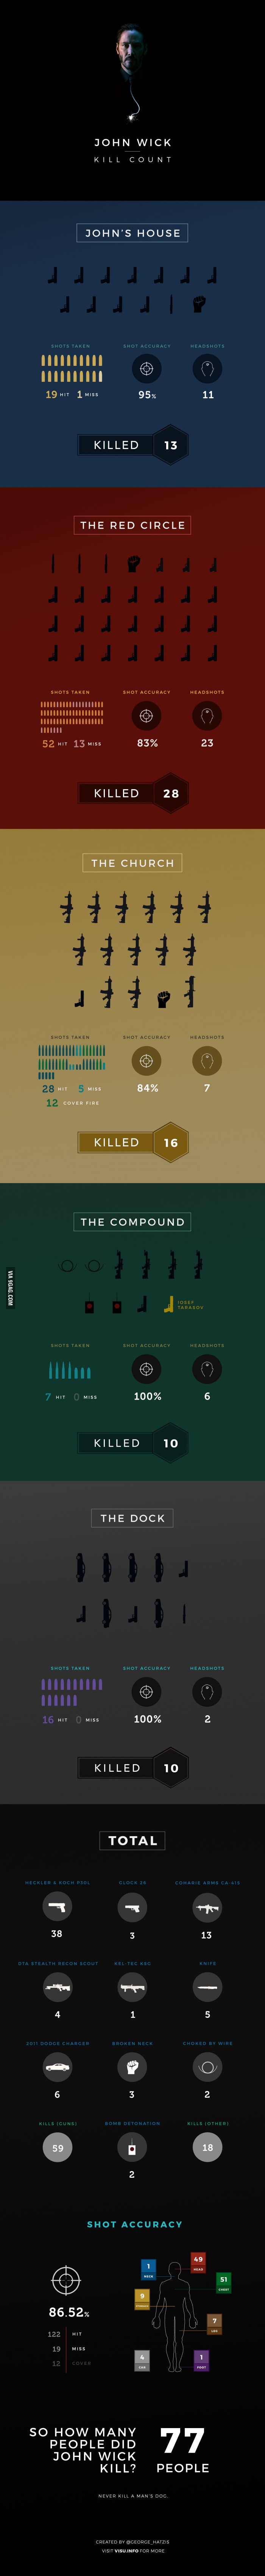 JOHN WICK
KILL COUNT
JOHN'S HOUSE
SHOTS TAKEN
SHOT ACCURACY
HEADSHOTS
19 HIT 1 MISS
95%
11
KILLED 13
THE RED CIRCLE
SHOTS TAKEN
SHOT ACCURACY
HEADSHOTS
52 HIT 13 MISS
83%
23
KILLED 28
THE CHURCH
SHOTS TAKEN
SHOT ACCURACY
HEADSHOTS
28 HIT 5 MISS
12 COVER FIRE
84%
7
KILLED 16
THE COMPOUND
VIA 9GAG.COM
IOSEF
TARASOV
SHOTS TAKEN
SHOT ACCURACY
HEADSHOTS
7 HIT 0 MISS
100%
6
KILLED 10
THE DOCK
SHOTS TAKEN
SHOT ACCURACY
HEADSHOTS
16 HIT 0 MISS
100%
2
KILLED 10
TOTAL
HECKLER & KOCH P30L
GLOCK 26
COHARIE ARMS CA-415
38
3
13
DTA STEALTH RECON SCOUT
KEL-TEC KSG
KNIFE
4
1
5
2011 DODGE CHARGER
BROKEN NECK
CHOKED BY WIRE
6
3
2
KILLS (GUNS)
BOMB DETONATION
KILLS (OTHER)
59
18
2
SHOT ACCURACY
86.52%
122 HIT
19 MISS
12 COVER
49
HEAD
1
NECK
51
CHEST
9
7
LEG
4
1
FOOT
SO HOW MANY
PEOPLE DID
JOHN WICK
KILL?
77
PEOPLE
NEVER KILL A MAN'S DOG.
CREATED BY @GEORGE_HATZIS
VISIT VISU.INFO FOR MORE